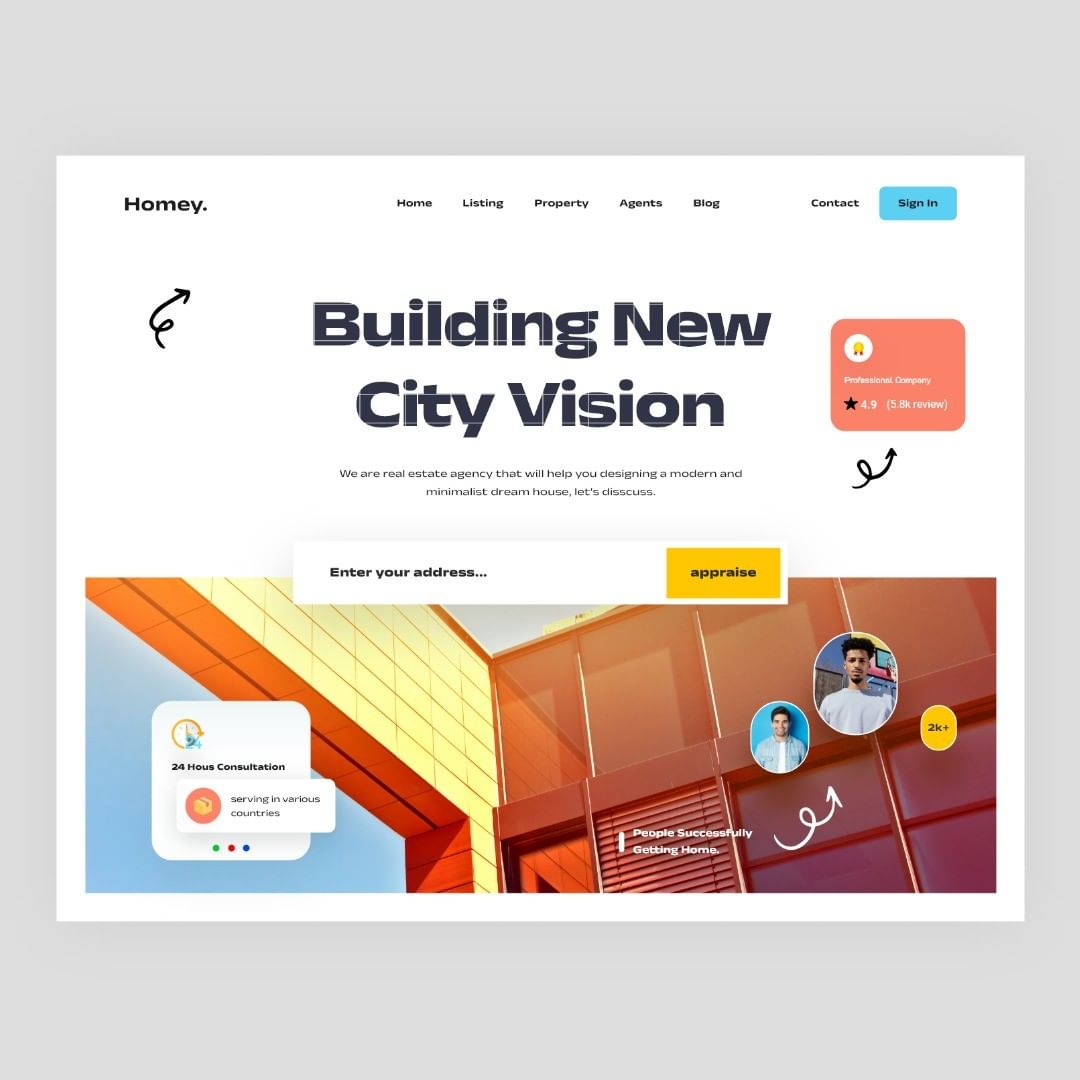 Homey.
Home Listing Property Agents Blog
Contact
Sign In
Building New
City Vision
Professional Company
4,9 (5.8k review)
We are real estate agency that will help you designing a modern and
minimalist dream house, let's disscuss.
Enter your address...
appraise
24
24 Hous Consultation
serving in various
countries
2k+
People Successfully
Getting Home.